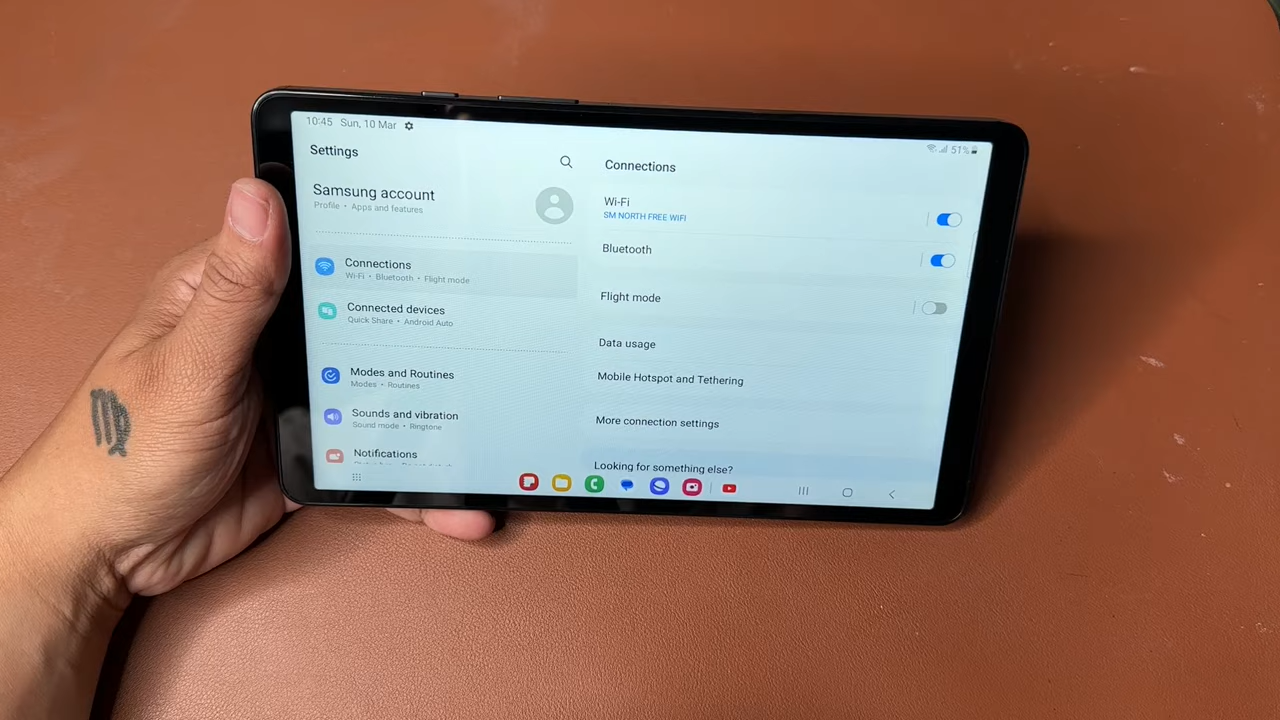 10:45 Sun, 10 Mar
51%
Settings
Samsung account
Profile • Apps and features
Connections
Wi-Fi • Bluetooth • Flight mode
Connected devices
Quick Share • Android Auto
Modes and Routines
Modes • Routines
Sounds and vibration
Sound mode • Ringtone
Notifications
Connections
Wi-Fi
SM NORTH FREE WIFI
Bluetooth
Flight mode
Data usage
Mobile Hotspot and Tethering
More connection settings
Looking for something else?